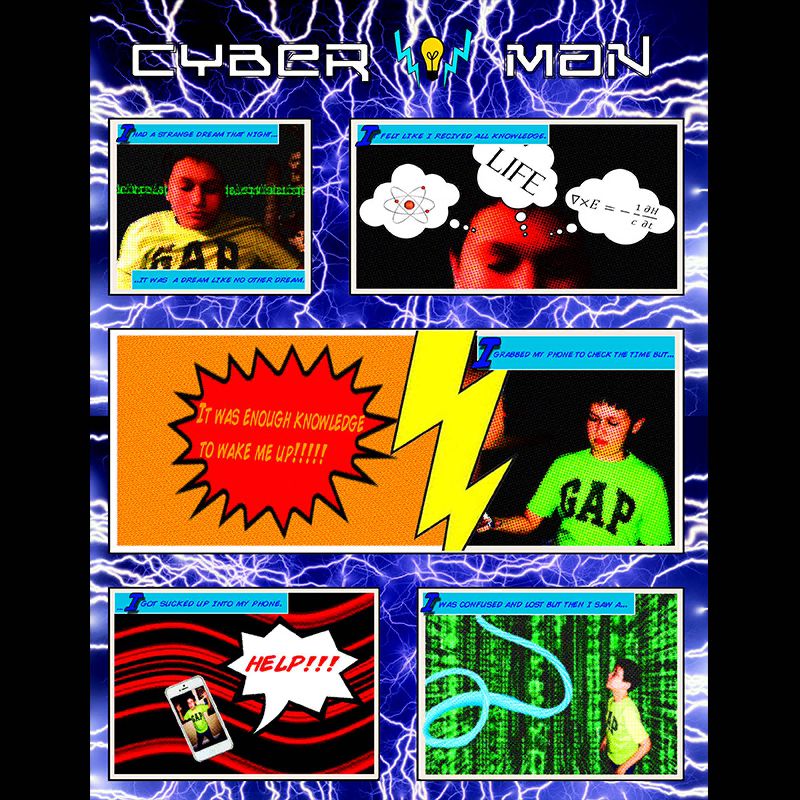 CYBER MAN
I HAD A STRANGE DREAM THAT NIGHT...
GAP
..IT WAS A DREAM LIKE NO OTHER DREAM.
I FELT LIKE I RECIVED ALL KNOWLEDGE.
LIFE
∇×E = −1/c ∂H/∂t
IT WAS ENOUGH KNOWLEDGE
TO WAKE ME UP!!!!!
I GRABBED MY PHONE TO CHECK THE TIME BUT...
GAP
...I GOT SUCKED UP INTO MY PHONE.
HELP!!!
GAP
I WAS CONFUSED AND LOST BUT THEN I SAW A...
GAP